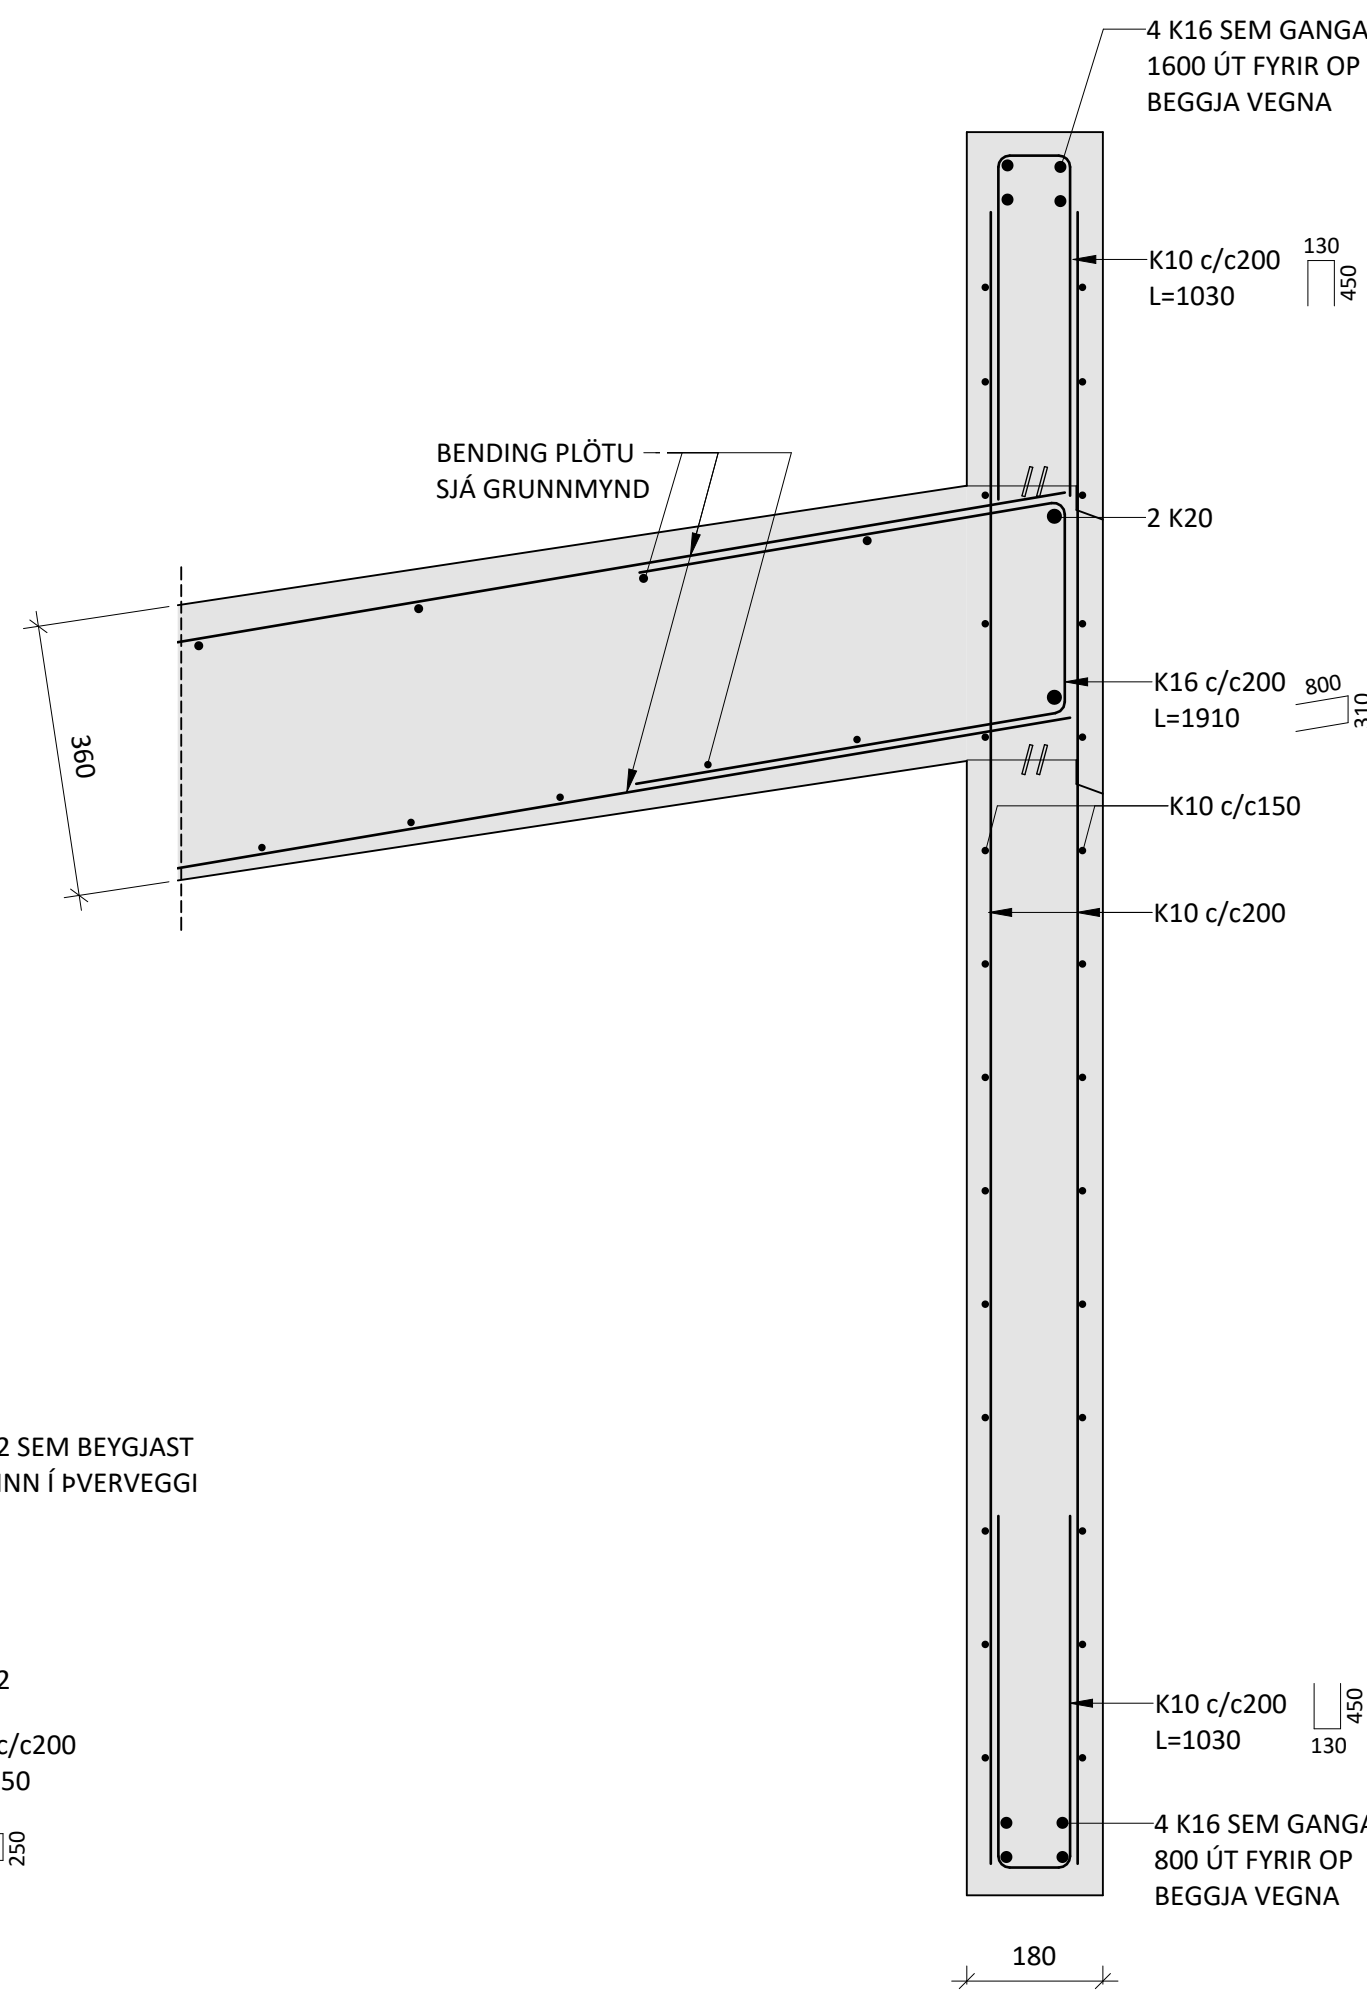 4 K16 SEM GANGA
1600 ÚT FYRIR OP
BEGGJA VEGNA
130
K10 c/c200
450
L=1030
BENDING PLÖTU
SJÁ GRUNNMYND
2 K20
K16 c/c200
800
310
L=1910
360
K10 c/c150
K10 c/c200
2 SEM BEYGJAST
INN Í ÞVERVEGGI
2
c/c200
50
250
K10 c/c200
450
L=1030
130
4 K16 SEM GANGA
800 ÚT FYRIR OP
BEGGJA VEGNA
180